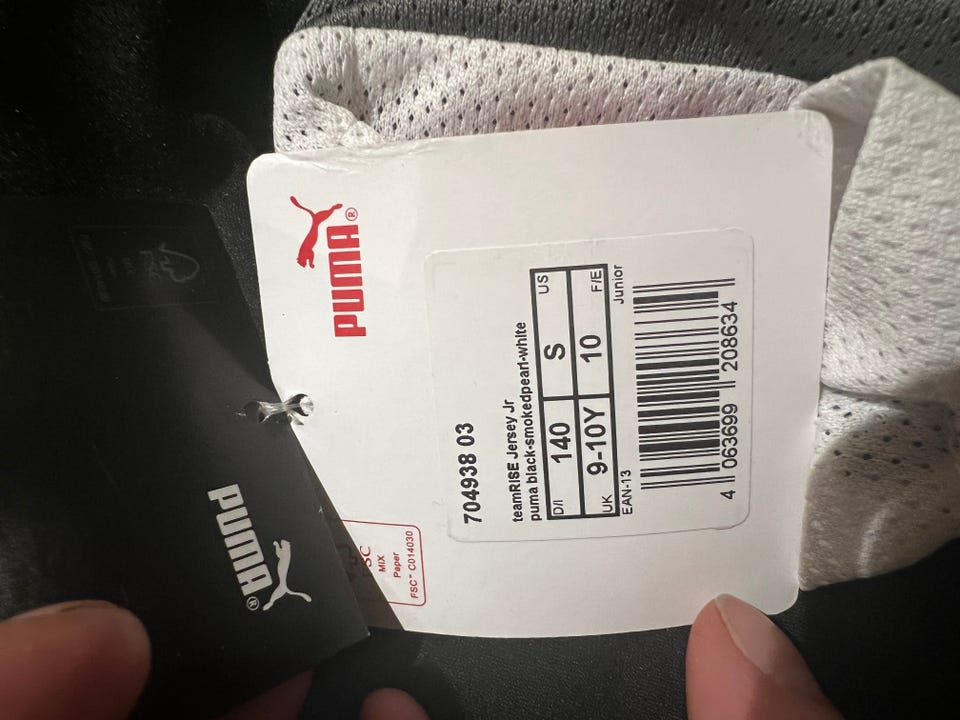 PUMA®
704938 03
teamRISE Jersey Jr
puma black-smokedpearl-white
D/I 140 S US
UK 9-10Y 10 F/E
Junior
EAN-13
4 063699 208634
MIX
Paper
FSC™ C014030
PUMA®